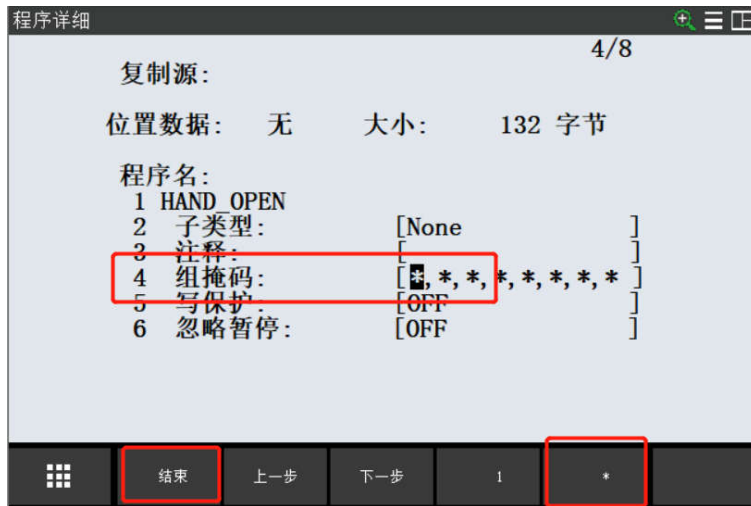 程序详细
4/8
复制源:
位置数据: 无 大小: 132 字节
程序名:
1 HAND_OPEN
2 子类型: [None ]
3 注释: [ ]
4 组掩码: [*,*,*,*,*,*,*,* ]
5 写保护: [OFF ]
6 忽略暂停: [OFF ]
结束 上一步 下一步 1 *